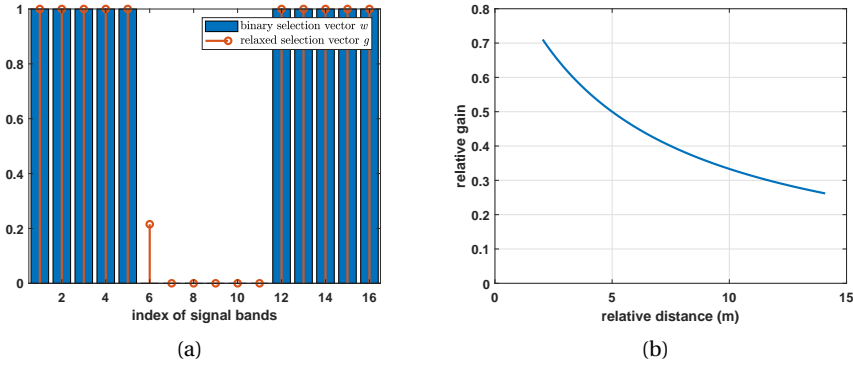 binary selection vector w
relaxed selection vector g
1
0.8
0.6
0.4
0.2
0
2 4 6 8 10 12 14 16
index of signal bands
(a)
0.8
0.7
0.6
0.5
0.4
0.3
0.2
0.1
0
relative gain
0 5 10 15
relative distance (m)
(b)